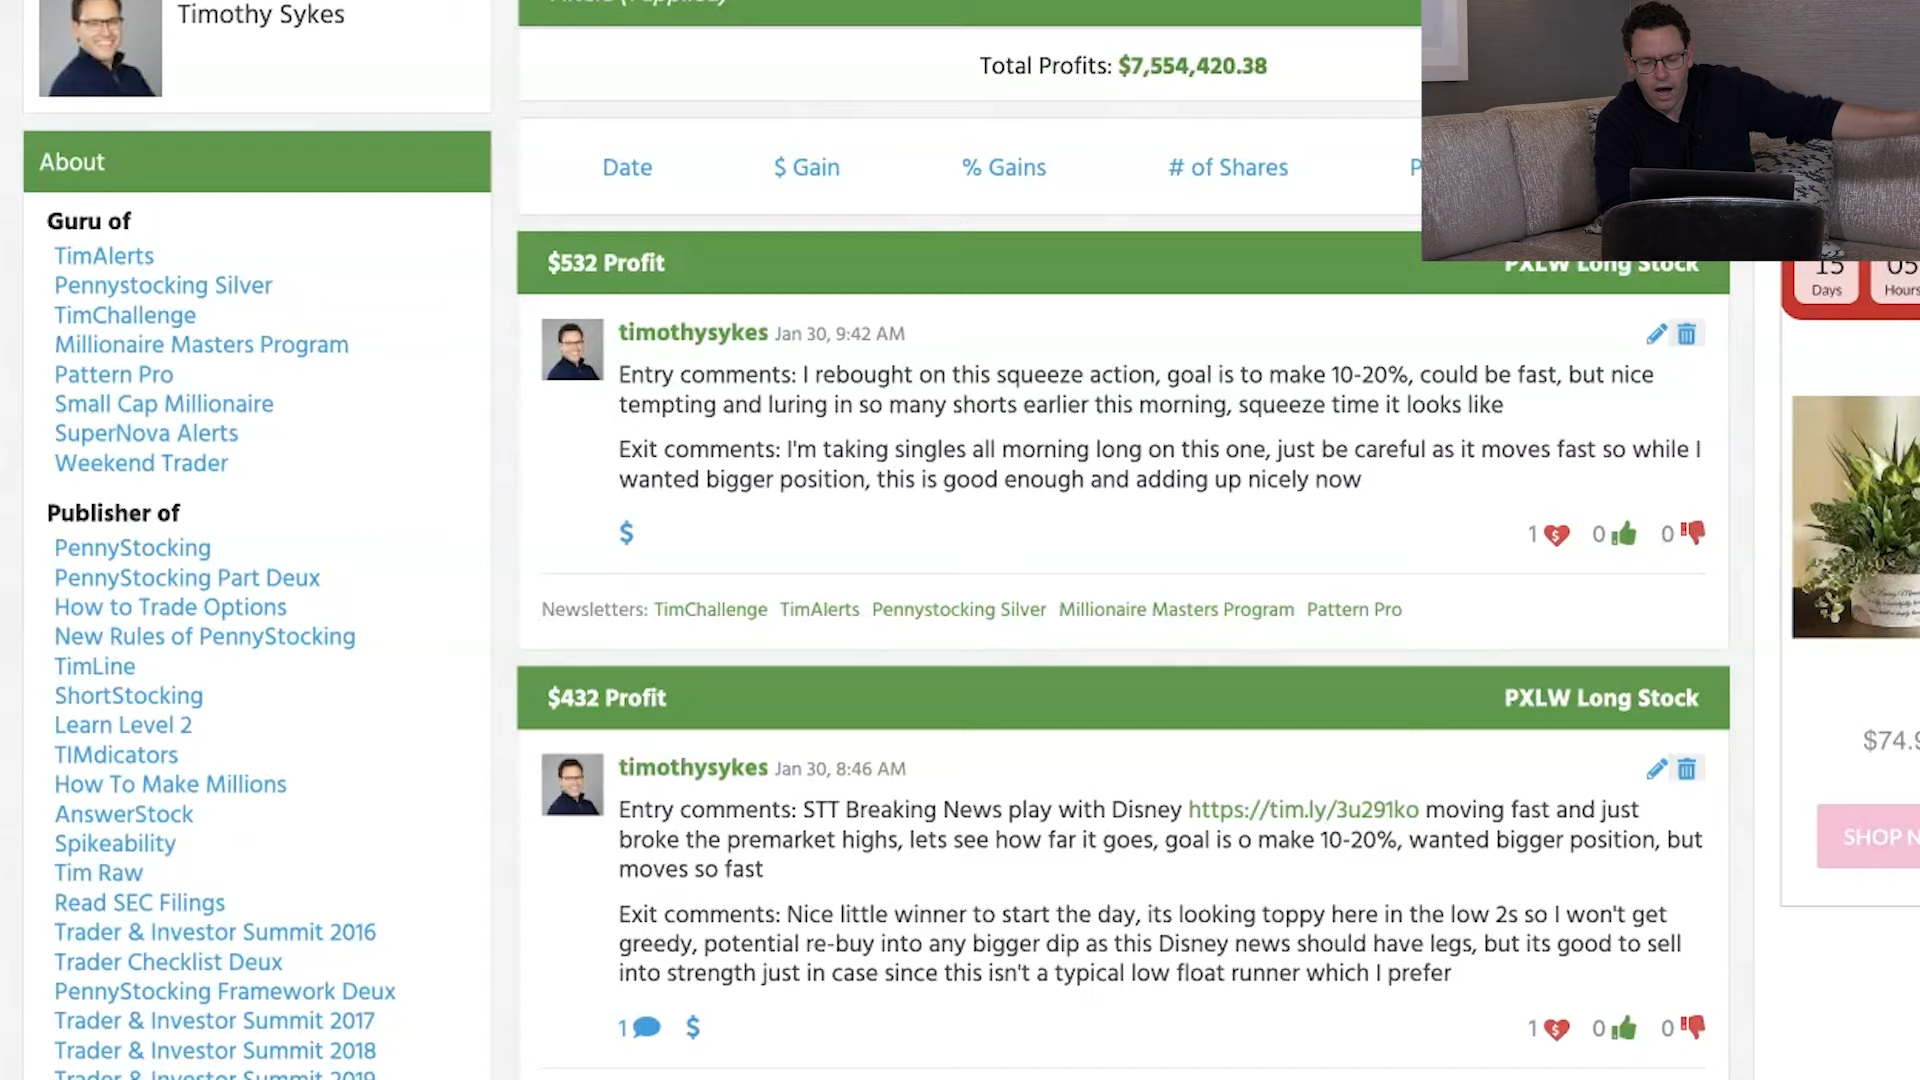 Timothy Sykes
About
Guru of
TimAlerts
Pennystocking Silver
TimChallenge
Millionaire Masters Program
Pattern Pro
Small Cap Millionaire
SuperNova Alerts
Weekend Trader
Publisher of
PennyStocking
PennyStocking Part Deux
How to Trade Options
New Rules of PennyStocking
TimLine
ShortStocking
Learn Level 2
TIMdicators
How To Make Millions
AnswerStock
Spikeability
Tim Raw
Read SEC Filings
Trader & Investor Summit 2016
Trader Checklist Deux
PennyStocking Framework Deux
Trader & Investor Summit 2017
Trader & Investor Summit 2018
Trader & Investor Summit 2019
Total Profits: $7,554,420.38
Date $ Gain % Gains # of Shares P
$532 Profit PXLW Long Stock
timothysykes Jan 30, 9:42 AM
Entry comments: I rebought on this squeeze action, goal is to make 10-20%, could be fast, but nice
tempting and luring in so many shorts earlier this morning, squeeze time it looks like
Exit comments: I'm taking singles all morning long on this one, just be careful as it moves fast so while I
wanted bigger position, this is good enough and adding up nicely now
$ 1 0 0
Newsletters: TimChallenge TimAlerts Pennystocking Silver Millionaire Masters Program Pattern Pro
$432 Profit PXLW Long Stock
timothysykes Jan 30, 8:46 AM
Entry comments: STT Breaking News play with Disney https://tim.ly/3u291ko moving fast and just
broke the premarket highs, lets see how far it goes, goal is o make 10-20%, wanted bigger position, but
moves so fast
Exit comments: Nice little winner to start the day, its looking toppy here in the low 2s so I won't get
greedy, potential re-buy into any bigger dip as this Disney news should have legs, but its good to sell
into strength just in case since this isn't a typical low float runner which I prefer
1 $ 1 0 0
15 05
Days Hours
$74.9
SHOP N